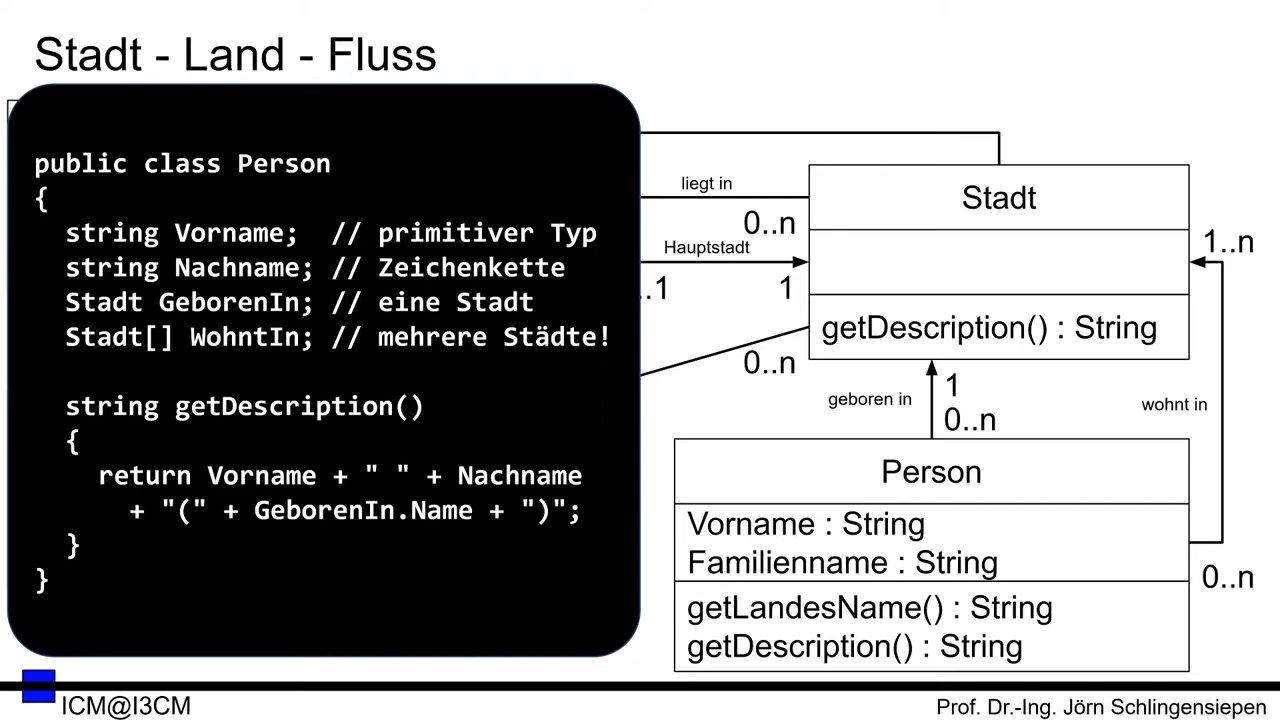 Stadt - Land - Fluss
public class Person
{
string Vorname; // primitiver Typ
string Nachname; // Zeichenkette
Stadt GeborenIn; // eine Stadt
Stadt[] WohntIn; // mehrere Städte!
string getDescription()
{
return Vorname + " " + Nachname
+ "(" + GeborenIn.Name + ")";
}
}
liegt in
0..n
Hauptstadt
..1
1
0..n
Stadt
getDescription() : String
1..n
geboren in
1
0..n
wohnt in
Person
Vorname : String
Familienname : String
getLandesName() : String
getDescription() : String
0..n
ICM@I3CM
Prof. Dr.-Ing. Jörn Schlingensiepen